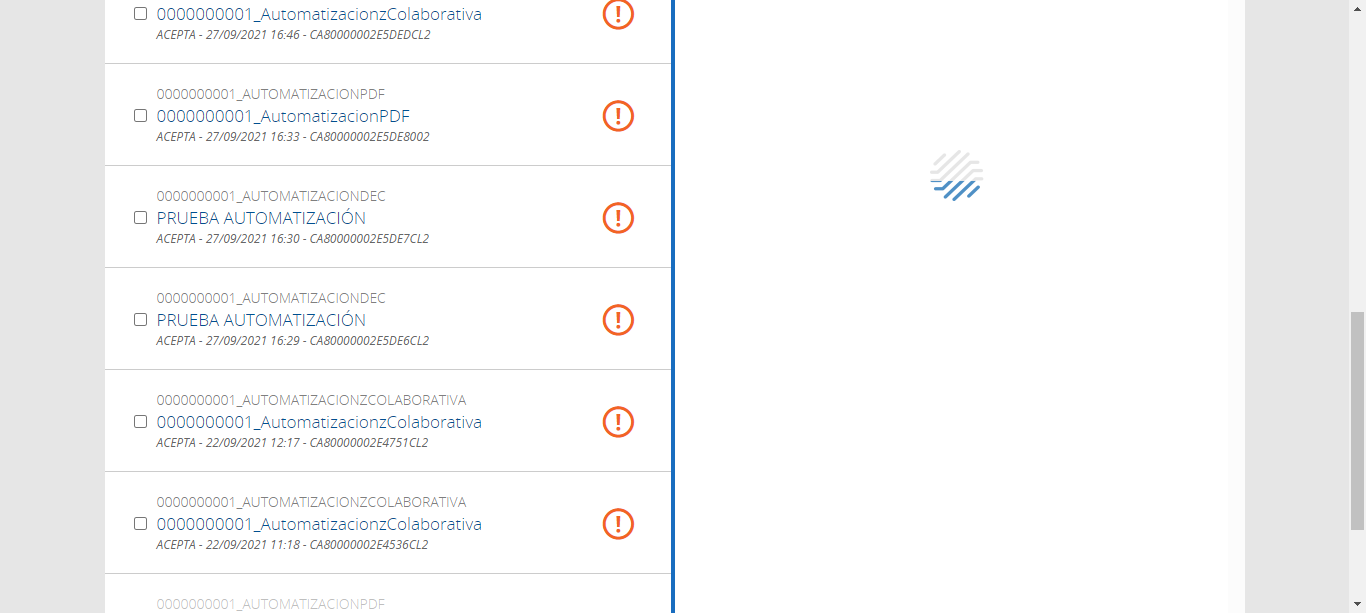 0000000001_AutomatizacionzColaborativa
ACEPTA - 27/09/2021 16:46 - CA80000002E5DEDCL2
0000000001_AUTOMATIZACIONPDF
0000000001_AutomatizacionPDF
ACEPTA - 27/09/2021 16:33 - CA80000002E5DE8002
0000000001_AUTOMATIZACIONDEC
PRUEBA AUTOMATIZACIÓN
ACEPTA - 27/09/2021 16:30 - CA80000002E5DE7CL2
0000000001_AUTOMATIZACIONDEC
PRUEBA AUTOMATIZACIÓN
ACEPTA - 27/09/2021 16:29 - CA80000002E5DE6CL2
0000000001_AUTOMATIZACIONZCOLABORATIVA
0000000001_AutomatizacionzColaborativa
ACEPTA - 22/09/2021 12:17 - CA80000002E4751CL2
0000000001_AUTOMATIZACIONZCOLABORATIVA
0000000001_AutomatizacionzColaborativa
ACEPTA - 22/09/2021 11:18 - CA80000002E4536CL2
0000000001_AUTOMATIZACIONPDF